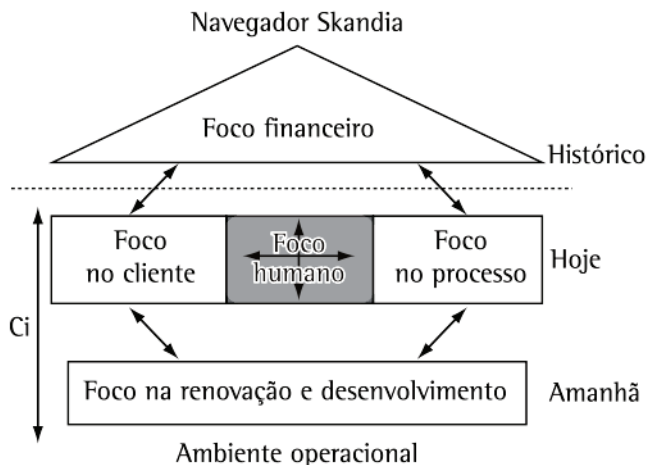 Navegador Skandia
Foco financeiro
Histórico
Foco
no cliente
Foco
humano
Foco
no processo
Hoje
Ci
Foco na renovação e desenvolvimento
Amanhã
Ambiente operacional